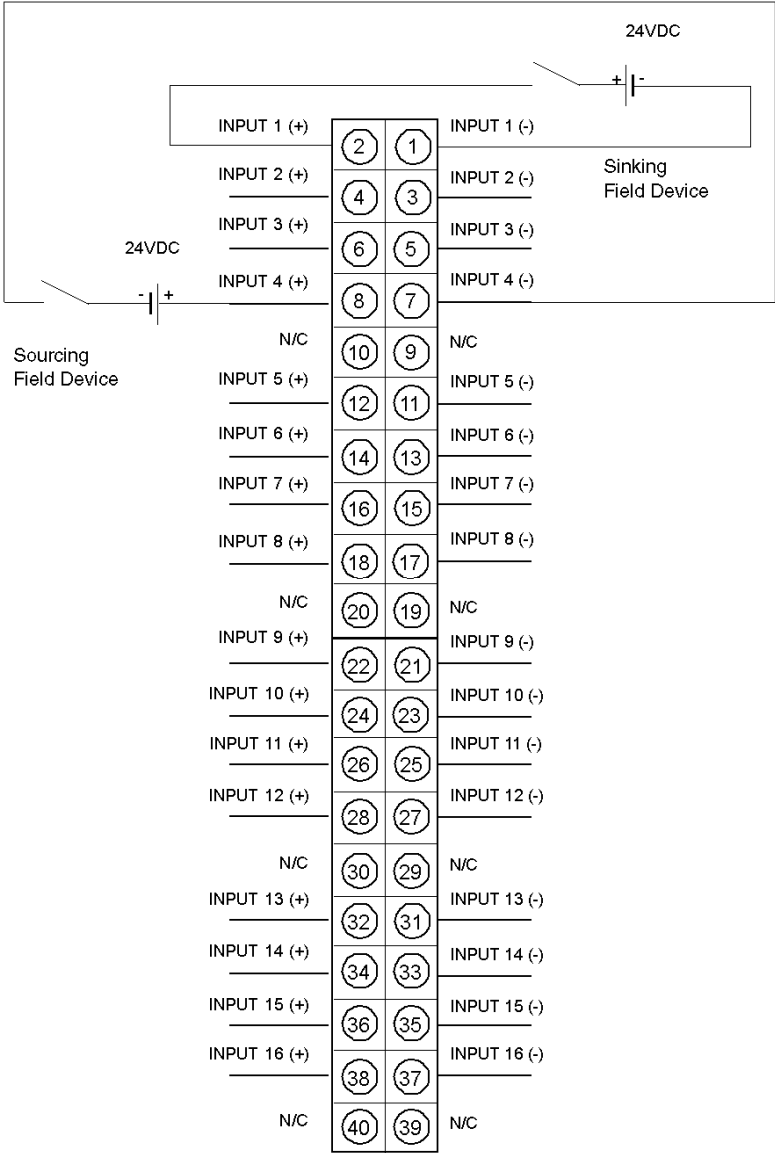 24VDC
+ -
INPUT 1 (+) 2 1 INPUT 1 (-)
Sinking
Field Device
INPUT 2 (+) 4 3 INPUT 2 (-)
INPUT 3 (+) 6 5 INPUT 3 (-)
24VDC
- +
INPUT 4 (+) 8 7 INPUT 4 (-)
N/C 10 9 N/C
Sourcing
Field Device
INPUT 5 (+) 12 11 INPUT 5 (-)
INPUT 6 (+) 14 13 INPUT 6 (-)
INPUT 7 (+) 16 15 INPUT 7 (-)
INPUT 8 (+) 18 17 INPUT 8 (-)
N/C 20 19 N/C
INPUT 9 (+) 22 21 INPUT 9 (-)
INPUT 10 (+) 24 23 INPUT 10 (-)
INPUT 11 (+) 26 25 INPUT 11 (-)
INPUT 12 (+) 28 27 INPUT 12 (-)
N/C 30 29 N/C
INPUT 13 (+) 32 31 INPUT 13 (-)
INPUT 14 (+) 34 33 INPUT 14 (-)
INPUT 15 (+) 36 35 INPUT 15 (-)
INPUT 16 (+) 38 37 INPUT 16 (-)
N/C 40 39 N/C